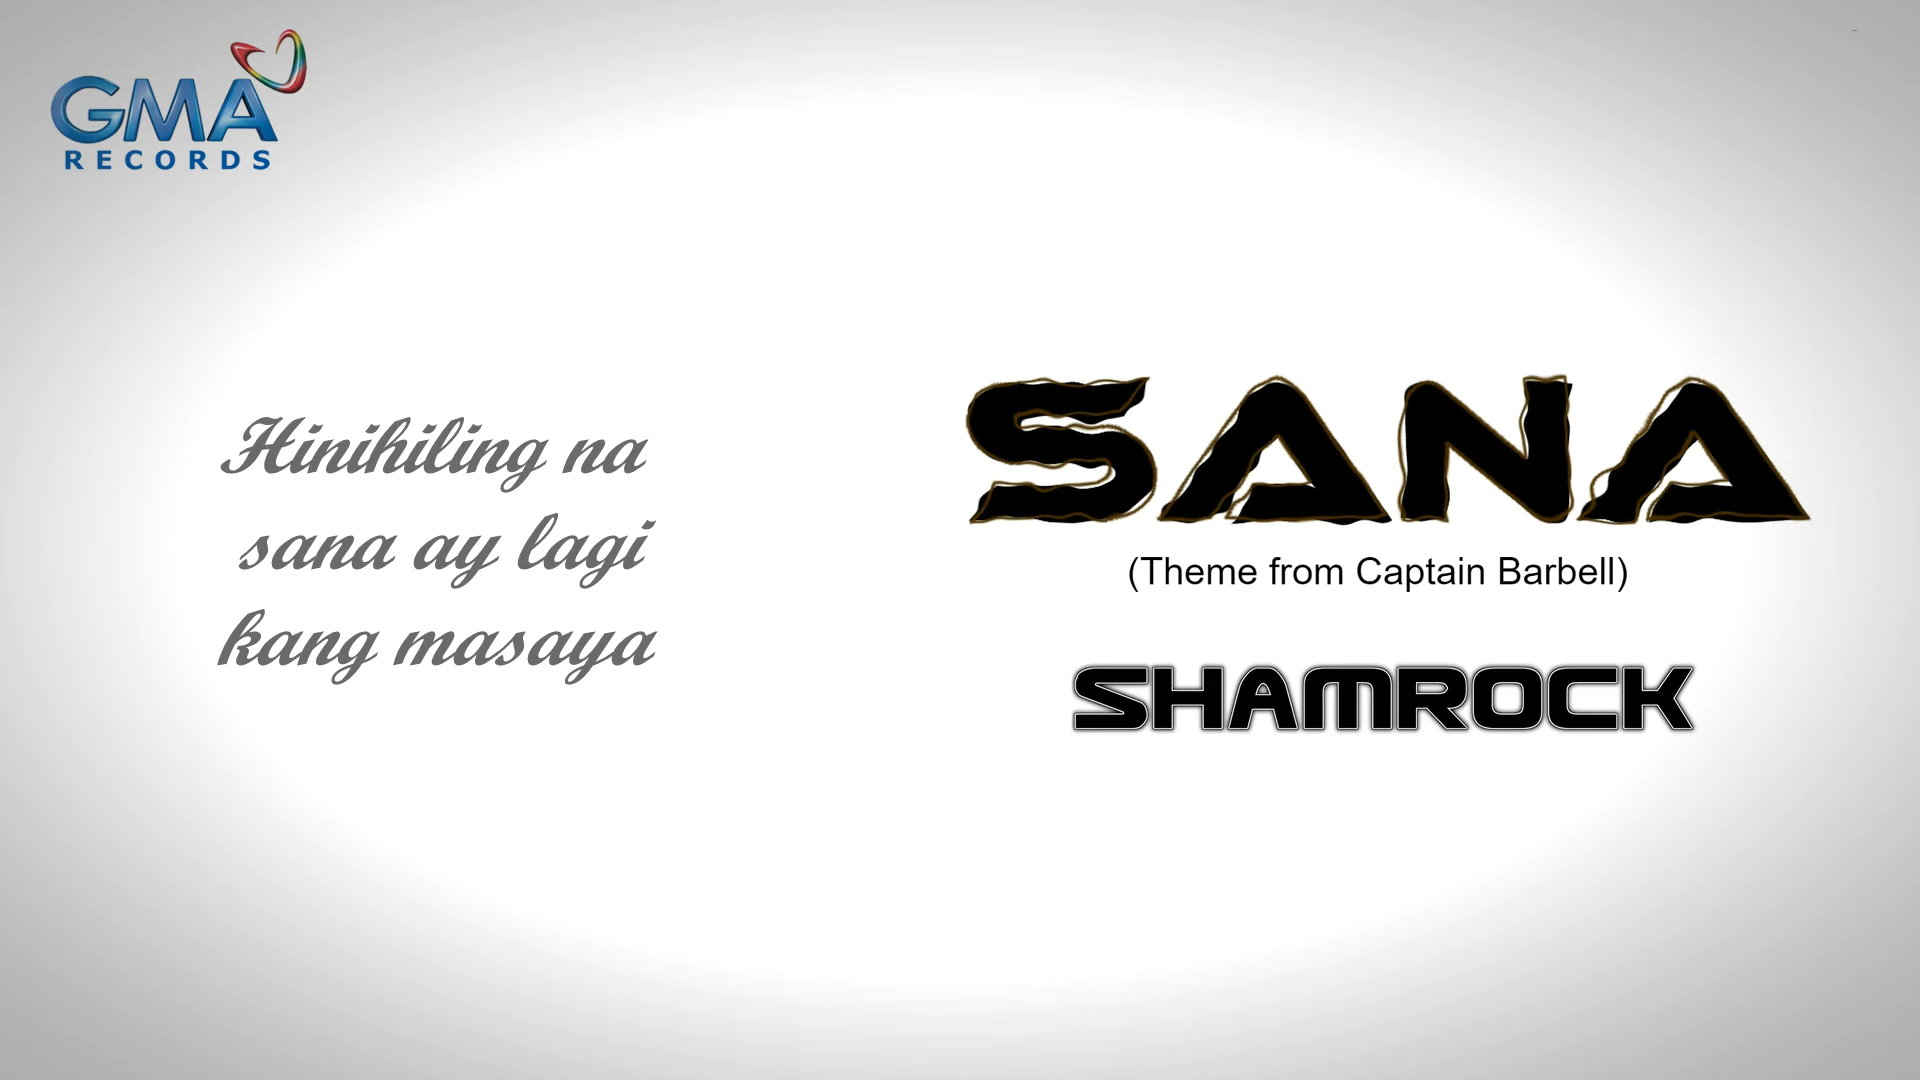 GMA
RECORDS
Hinihiling na
sana ay lagi
kang masaya
SANA
(Theme from Captain Barbell)
SHAMROCK